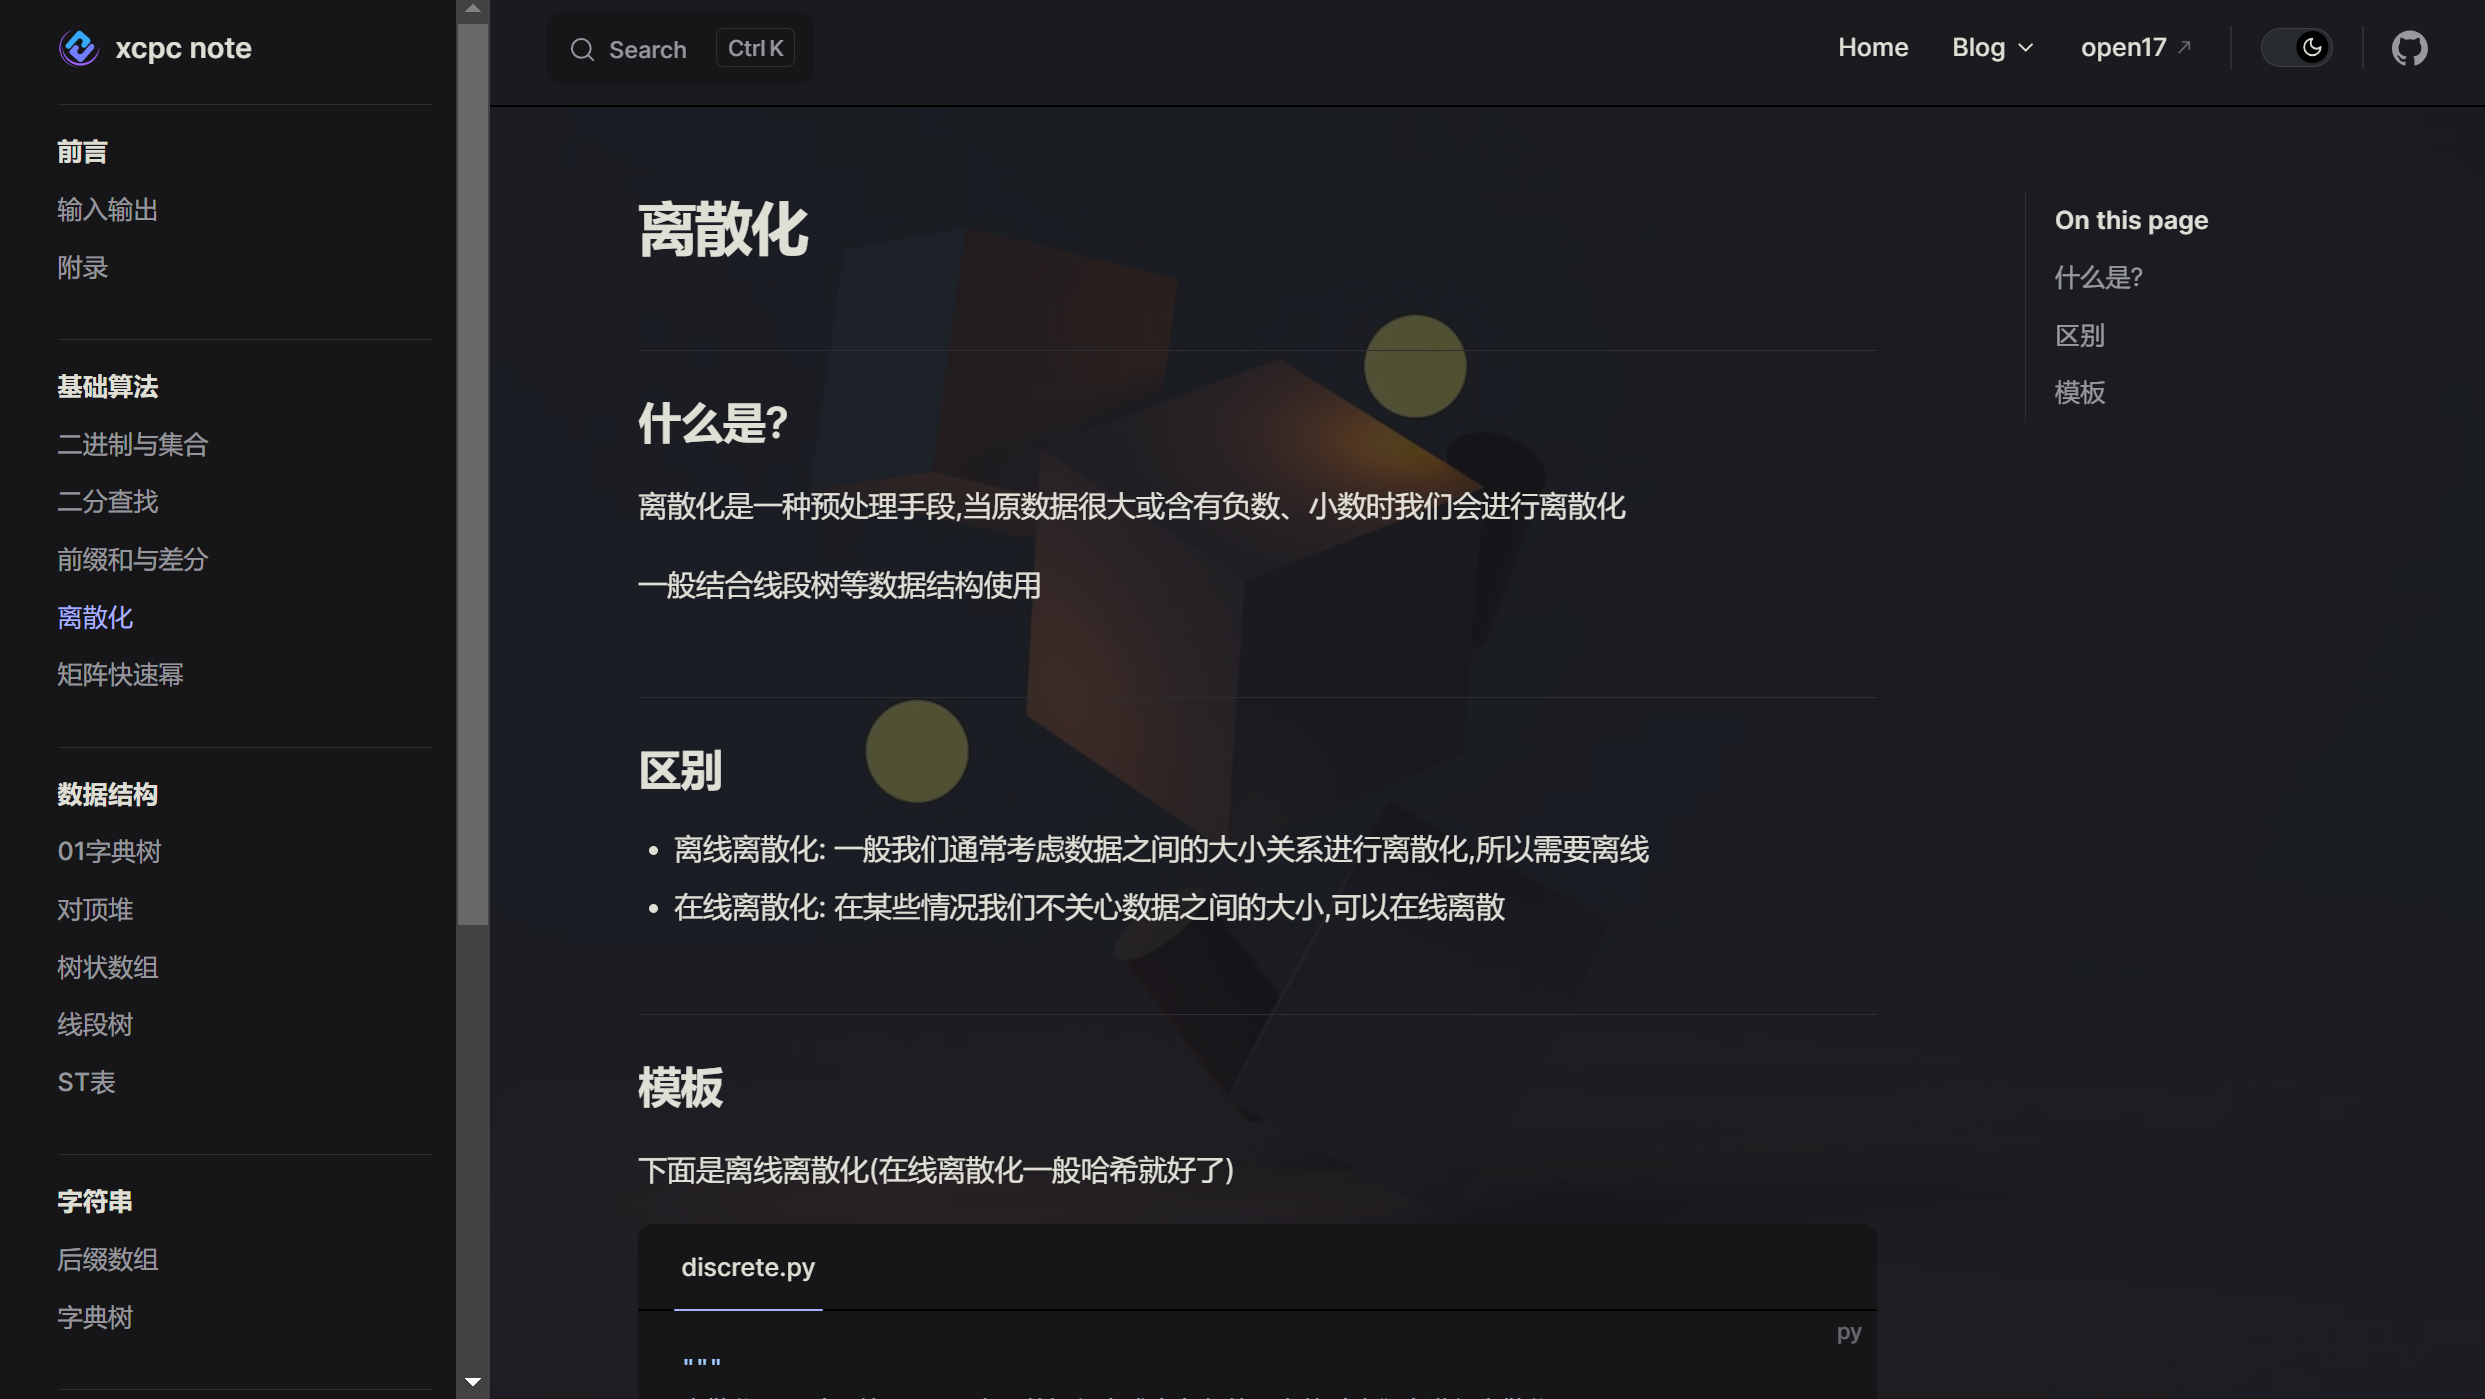 xcpc note
Search Ctrl K
Home Blog open17
前言
输入输出
附录
基础算法
二进制与集合
二分查找
前缀和与差分
离散化
矩阵快速幂
数据结构
01字典树
对顶堆
树状数组
线段树
ST表
字符串
后缀数组
字典树
离散化
什么是?
离散化是一种预处理手段,当原数据很大或含有负数、小数时我们会进行离散化
一般结合线段树等数据结构使用
区别
• 离线离散化: 一般我们通常考虑数据之间的大小关系进行离散化,所以需要离线
• 在线离散化: 在某些情况我们不关心数据之间的大小,可以在线离散
模板
下面是离线离散化(在线离散化一般哈希就好了)
discrete.py
py
"""
On this page
什么是?
区别
模板